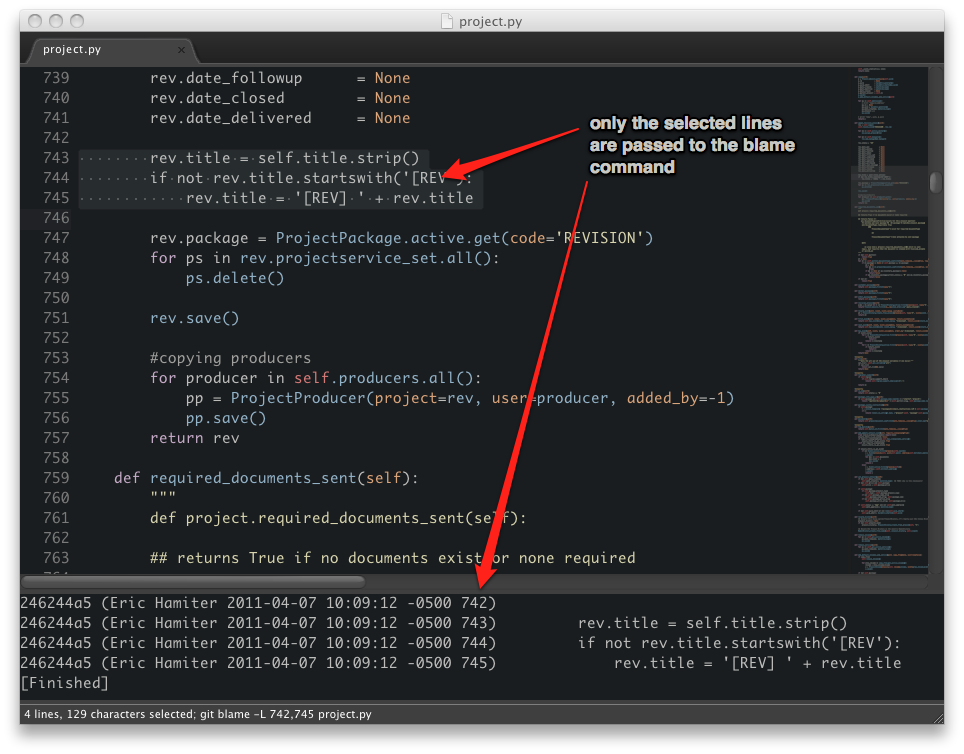 project.py
project.py ×
739 rev.date_followup = None
740 rev.date_closed = None
741 rev.date_delivered = None
742
743 rev.title = self.title.strip()
744 if not rev.title.startswith('[REV'):
745 rev.title = '[REV] ' + rev.title
746
747 rev.package = ProjectPackage.active.get(code='REVISION')
748 for ps in rev.projectservice_set.all():
749 ps.delete()
750
751 rev.save()
752
753 #copying producers
754 for producer in self.producers.all():
755 pp = ProjectProducer(project=rev, user=producer, added_by=-1)
756 pp.save()
757 return rev
758
759 def required_documents_sent(self):
760 """
761 def project.required_documents_sent(self):
762
763 ## returns True if no documents exist or none required
only the selected lines
are passed to the blame
command
246244a5 (Eric Hamiter 2011-04-07 10:09:12 -0500 742)
246244a5 (Eric Hamiter 2011-04-07 10:09:12 -0500 743) rev.title = self.title.strip()
246244a5 (Eric Hamiter 2011-04-07 10:09:12 -0500 744) if not rev.title.startswith('[REV'):
246244a5 (Eric Hamiter 2011-04-07 10:09:12 -0500 745) rev.title = '[REV] ' + rev.title
[Finished]
4 lines, 129 characters selected; git blame -L 742,745 project.py